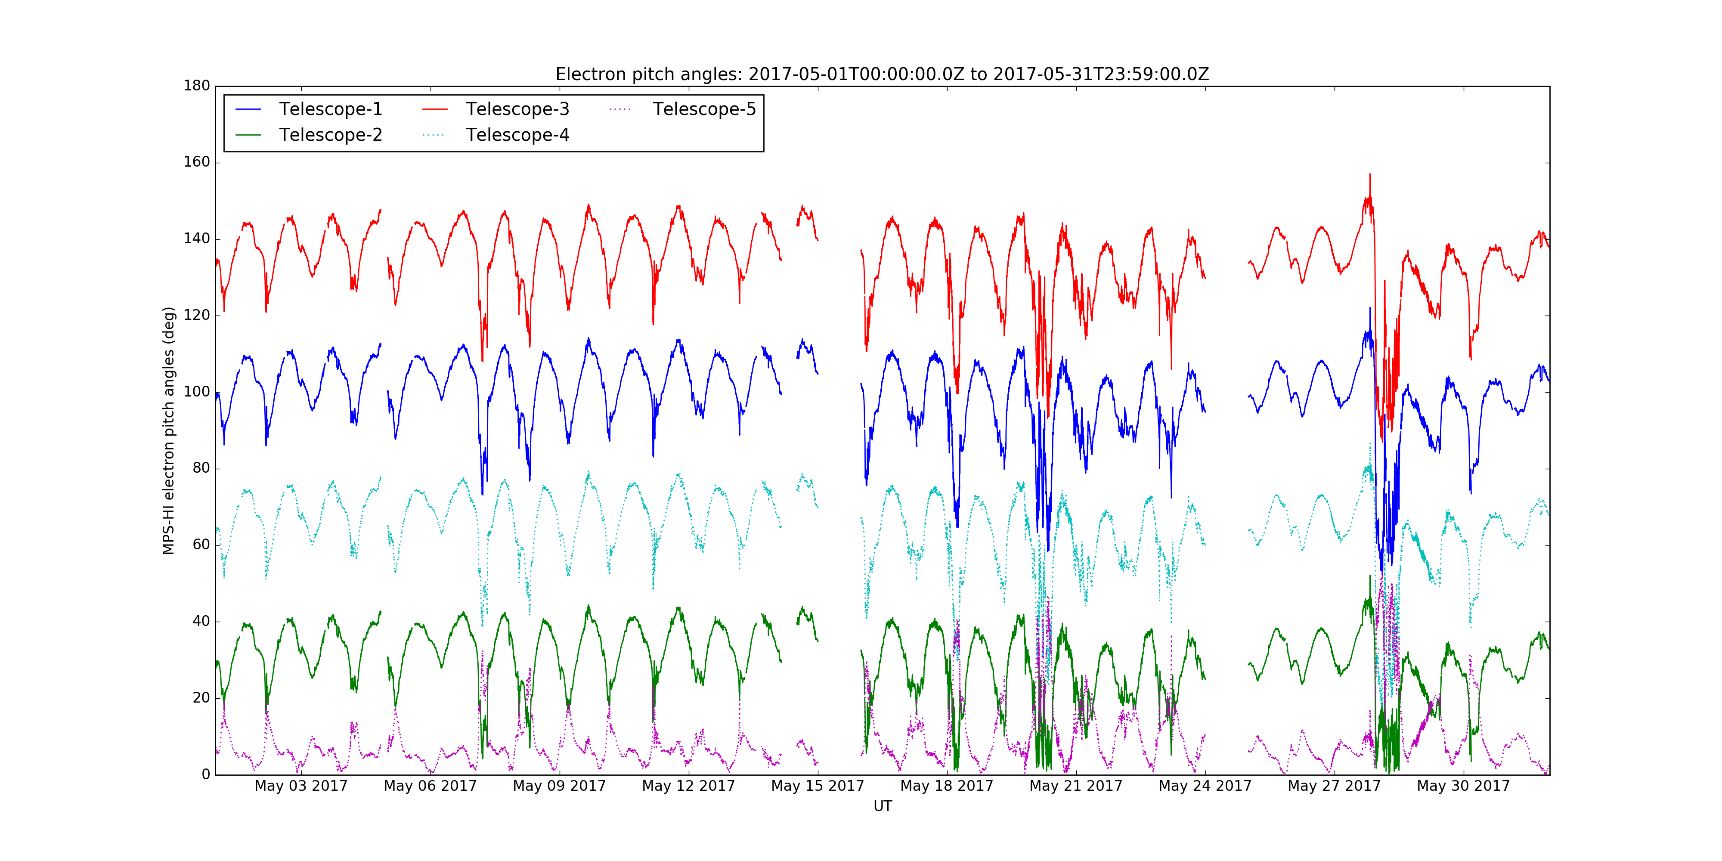 Electron pitch angles: 2017-05-01T00:00:00.0Z to 2017-05-31T23:59:00.0Z
Telescope-1 Telescope-3 Telescope-5
Telescope-2 Telescope-4
180
160
140
120
100
80
60
40
20
0
MPS-HI electron pitch angles (deg)
May 03 2017 May 06 2017 May 09 2017 May 12 2017 May 15 2017 May 18 2017 May 21 2017 May 24 2017 May 27 2017 May 30 2017
UT